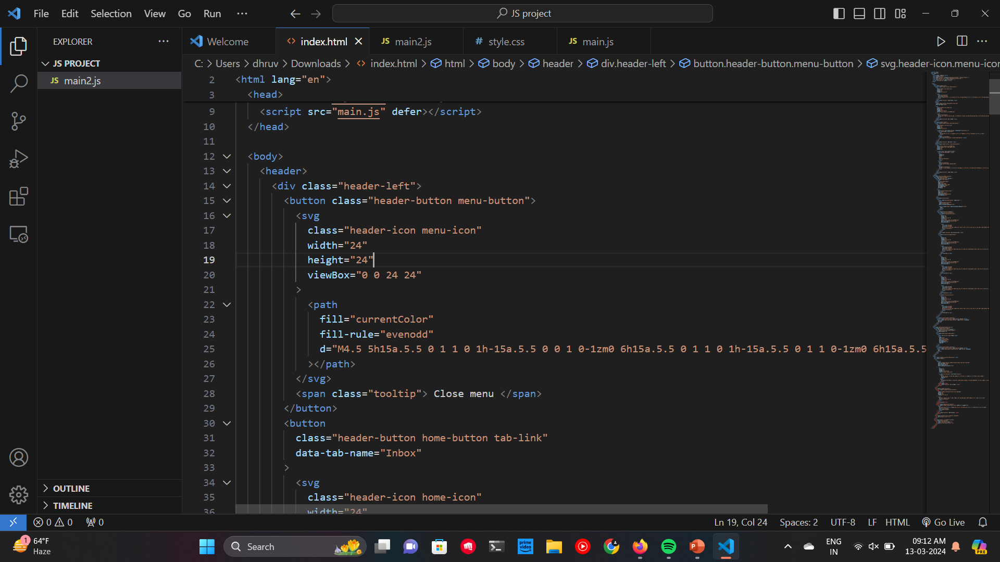 File Edit Selection View Go Run ...
JS project
EXPLORER ...
JS PROJECT
JS main2.js
OUTLINE
TIMELINE
Welcome
<> index.html
JS main2.js
# style.css
JS main.js
C: > Users > dhruv > Downloads > <> index.html > html > body > header > div.header-left > button.header-button.menu-button > svg.header-icon.menu-icon
2 <html lang="en">
3 <head>
9 <script src="main.js" defer></script>
10 </head>
11
12 <body>
13 <header>
14 <div class="header-left">
15 <button class="header-button menu-button">
16 <svg
17 class="header-icon menu-icon"
18 width="24"
19 height="24"
20 viewBox="0 0 24 24"
21 >
22 <path
23 fill="currentColor"
24 fill-rule="evenodd"
25 d="M4.5 5h15a.5.5 0 1 1 0 1h-15a.5.5 0 0 1 0-1zm0 6h15a.5.5 0 1 1 0 1h-15a.5.5 0 1 1 0-1zm0 6h15a.5.5
26 ></path>
27 </svg>
28 <span class="tooltip"> Close menu </span>
29 </button>
30 <button
31 class="header-button home-button tab-link"
32 data-tab-name="Inbox"
33 >
34 <svg
35 class="header-icon home-icon"
36 width="24"
0 0 0
Ln 19, Col 24 Spaces: 2 UTF-8 LF HTML Go Live
1
64°F
Haze
Search
prime video
P
ENG
IN
09:12 AM
13-03-2024
PRE